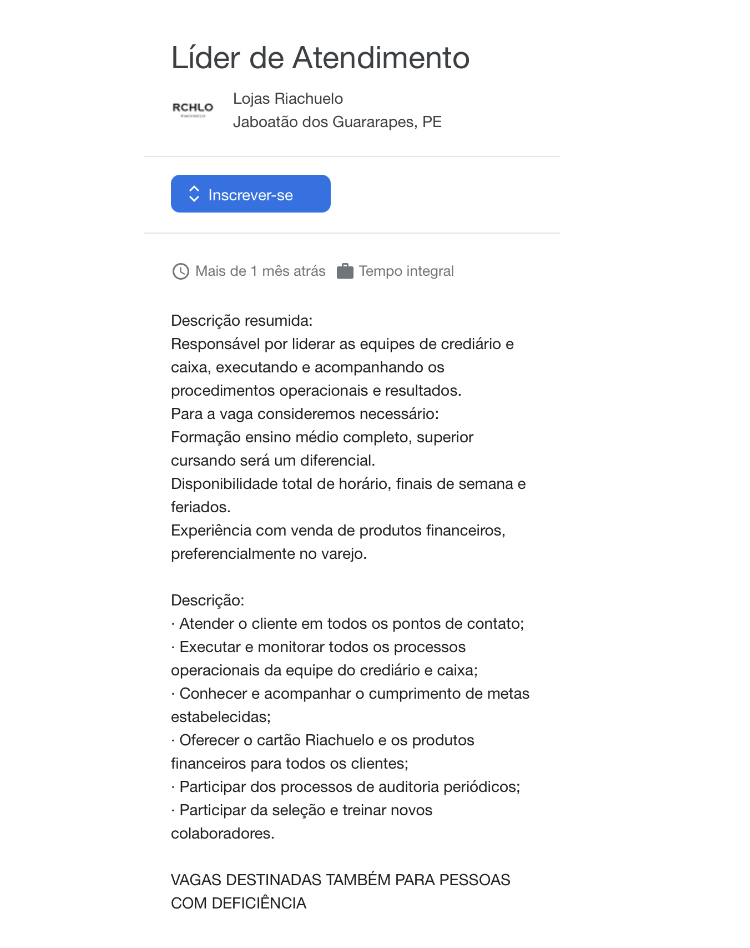 Líder de Atendimento
RCHLO
Lojas Riachuelo
Jaboatão dos Guararapes, PE
Inscrever-se
Mais de 1 mês atrás Tempo integral
Descrição resumida:
Responsável por liderar as equipes de crediário e
caixa, executando e acompanhando os
procedimentos operacionais e resultados.
Para a vaga consideremos necessário:
Formação ensino médio completo, superior
cursando será um diferencial.
Disponibilidade total de horário, finais de semana e
feriados.
Experiência com venda de produtos financeiros,
preferencialmente no varejo.
Descrição:
· Atender o cliente em todos os pontos de contato;
· Executar e monitorar todos os processos
operacionais da equipe do crediário e caixa;
· Conhecer e acompanhar o cumprimento de metas
estabelecidas;
· Oferecer o cartão Riachuelo e os produtos
financeiros para todos os clientes;
· Participar dos processos de auditoria periódicos;
· Participar da seleção e treinar novos
colaboradores.
VAGAS DESTINADAS TAMBÉM PARA PESSOAS
COM DEFICIÊNCIA